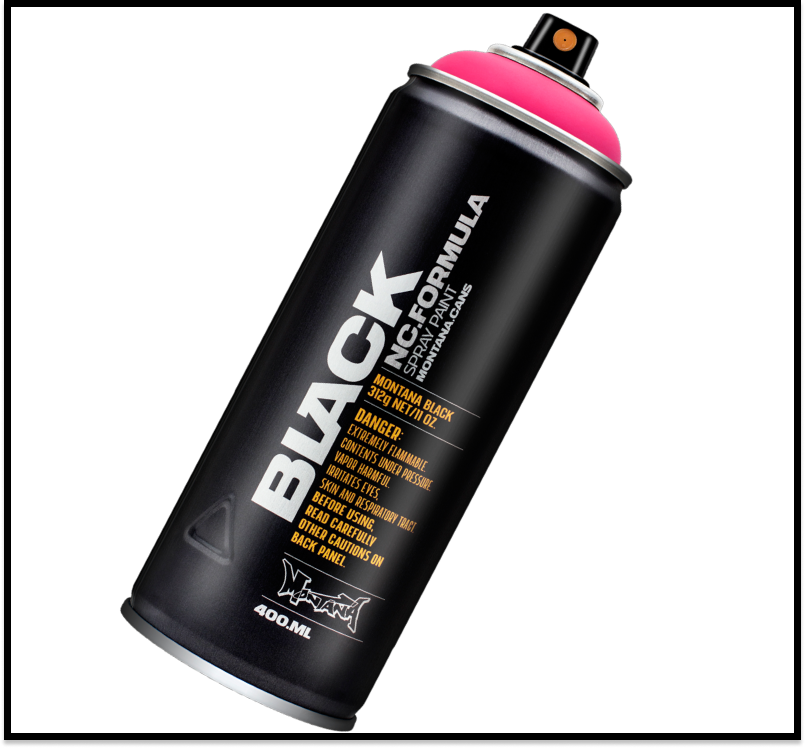 BLACK
NC.FORMULA
SPRAY PAINT
MONTANA.CANS
MONTANA BLACK
312g NET/11 OZ.
DANGER:
EXTREMELY FLAMMABLE.
CONTENTS UNDER PRESSURE.
VAPOR HARMFUL.
IRRITATES EYES,
SKIN AND RESPIRATORY TRACT.
BEFORE USING,
READ CAREFULLY
OTHER CAUTIONS ON
BACK PANEL.
MONTANA
400.ML